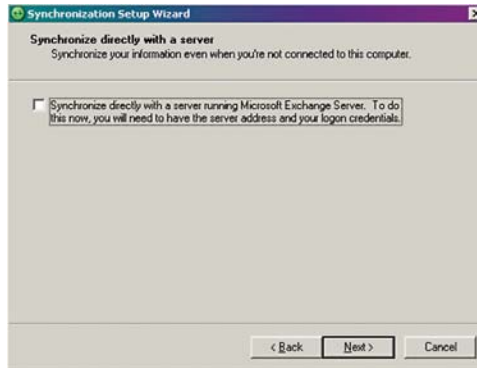 Synchronization Setup Wizard
Synchronize directly with a server
Synchronize your information even when you're not connected to this computer.
Synchronize directly with a server running Microsoft Exchange Server. To do
this now, you will need to have the server address and your logon credentials.
< Back
Next >
Cancel